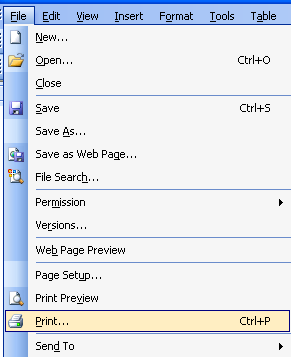 File Edit View Insert Format Tools Table
New...
Open... Ctrl+O
Close
Save Ctrl+S
Save As...
Save as Web Page...
File Search...
Permission
Versions...
Web Page Preview
Page Setup...
Print Preview
Print... Ctrl+P
Send To